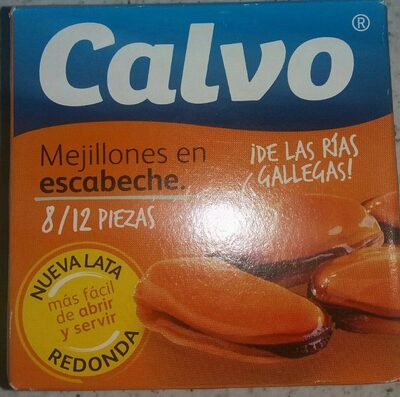 Calvo®
Mejillones en
escabeche.
8/12 PIEZAS
¡DE LAS RÍAS
GALLEGAS!
NUEVA LATA
más fácil
de abrir
y servir
REDONDA